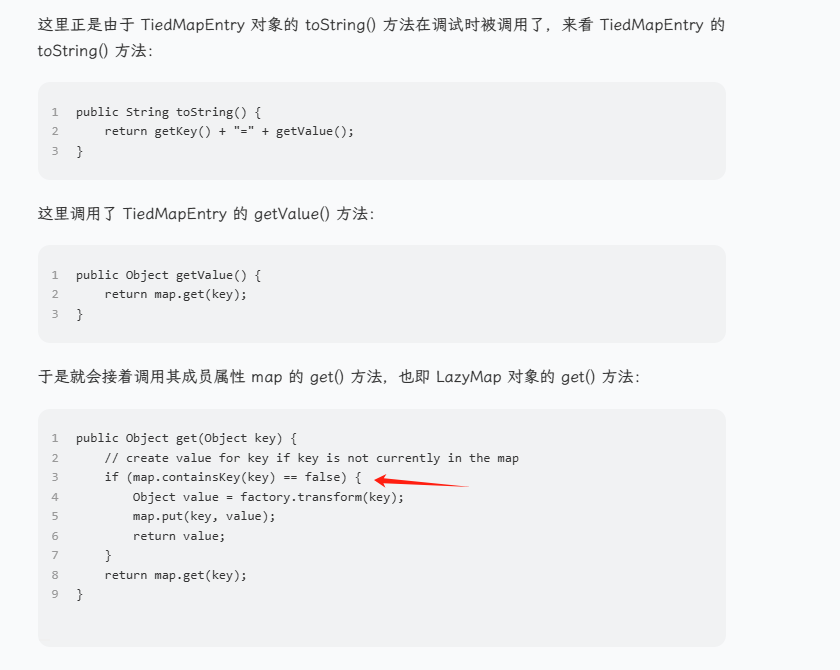 这里正是由于 TiedMapEntry 对象的 toString() 方法在调试时被调用了，来看 TiedMapEntry 的
toString() 方法：
1 public String toString() {
2     return getKey() + "=" + getValue();
3 }
这里调用了 TiedMapEntry 的 getValue() 方法：
1 public Object getValue() {
2     return map.get(key);
3 }
于是就会接着调用其成员属性 map 的 get() 方法，也即 LazyMap 对象的 get() 方法：
1 public Object get(Object key) {
2     // create value for key if key is not currently in the map
3     if (map.containsKey(key) == false) {
4         Object value = factory.transform(key);
5         map.put(key, value);
6         return value;
7     }
8     return map.get(key);
9 }